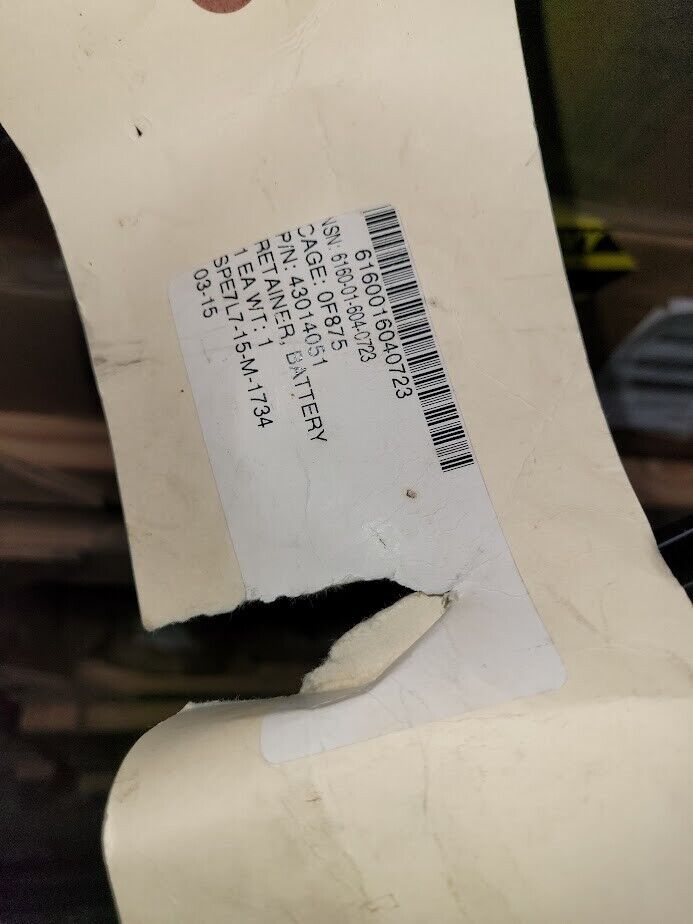 6160016040723
NSN: 6160-01-604-0723
CAGE: 0F875
P/N: 43014051
RETAINER, BATTERY
1 EA WT: 1
SPE7L7-15-M-1734
03-15